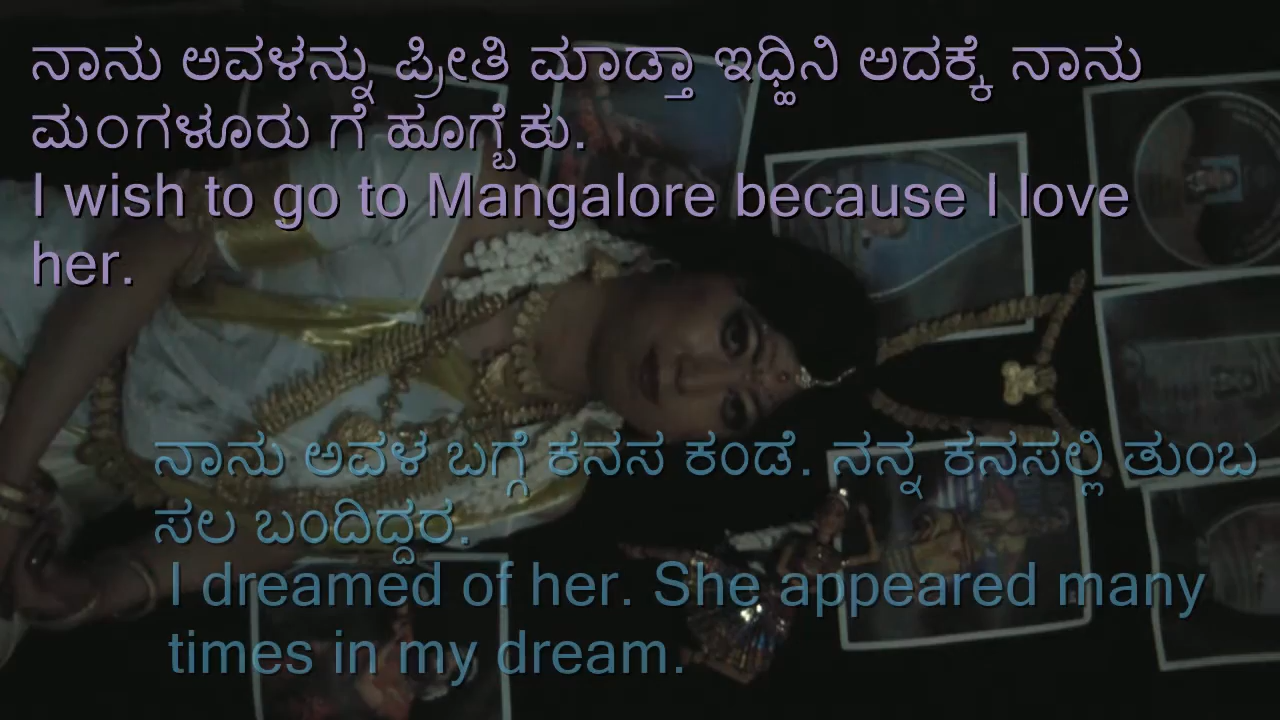 ನಾನು ಅವಳನ್ನು ಪ್ರೀತಿ ಮಾಡ್ತಾ ಇಧ್ಹಿನಿ ಅದಕ್ಕೆ ನಾನು
ಮಂಗಳೂರು ಗೆ ಹೂಗ್ಬೆಕು.
I wish to go to Mangalore because I love
her.
ನಾನು ಅವಳ ಬಗ್ಗೆ ಕನಸ ಕಂಡೆ. ನನ್ನ ಕನಸಲ್ಲಿ ತುಂಬ
ಸಲ ಬಂದಿದ್ದರ.
I dreamed of her. She appeared many
times in my dream.